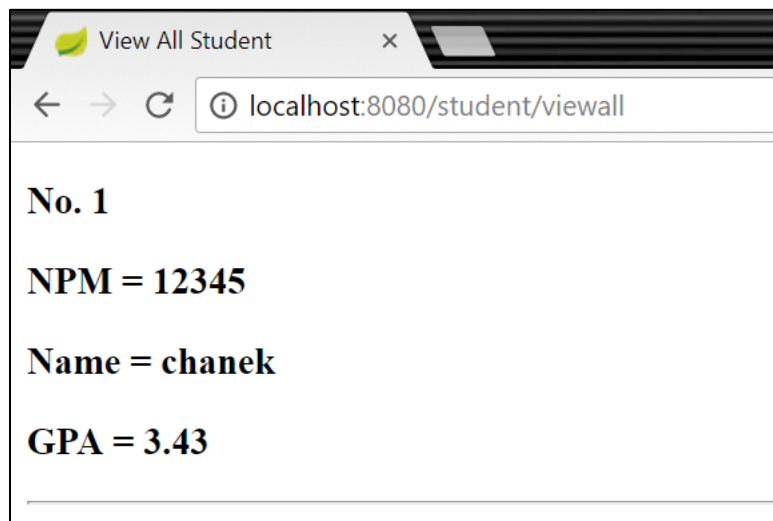 View All Student
localhost:8080/student/viewall
No. 1
NPM = 12345
Name = chanek
GPA = 3.43